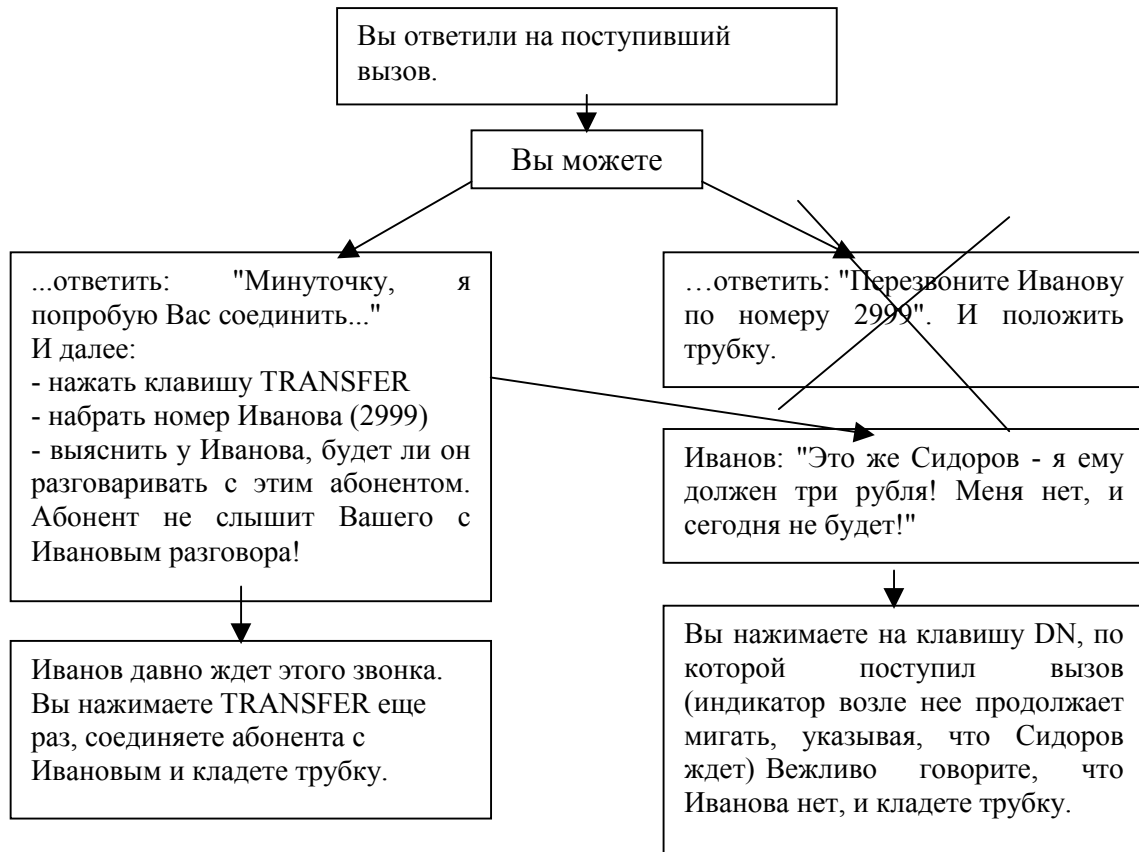 Вы ответили на поступивший
вызов.
Вы можете
...ответить: "Минуточку, я
попробую Вас соединить..."
И далее:
- нажать клавишу TRANSFER
- набрать номер Иванова (2999)
- выяснить у Иванова, будет ли он
разговаривать с этим абонентом.
Абонент не слышит Вашего с
Ивановым разговора!
…ответить: "Перезвоните Иванову
по номеру 2999". И положить
трубку.
Иванов: "Это же Сидоров - я ему
должен три рубля! Меня нет, и
сегодня не будет!"
Иванов давно ждет этого звонка.
Вы нажимаете TRANSFER еще
раз, соединяете абонента с
Ивановым и кладете трубку.
Вы нажимаете на клавишу DN, по
которой поступил вызов
(индикатор возле нее продолжает
мигать, указывая, что Сидоров
ждет) Вежливо говорите, что
Иванова нет, и кладете трубку.